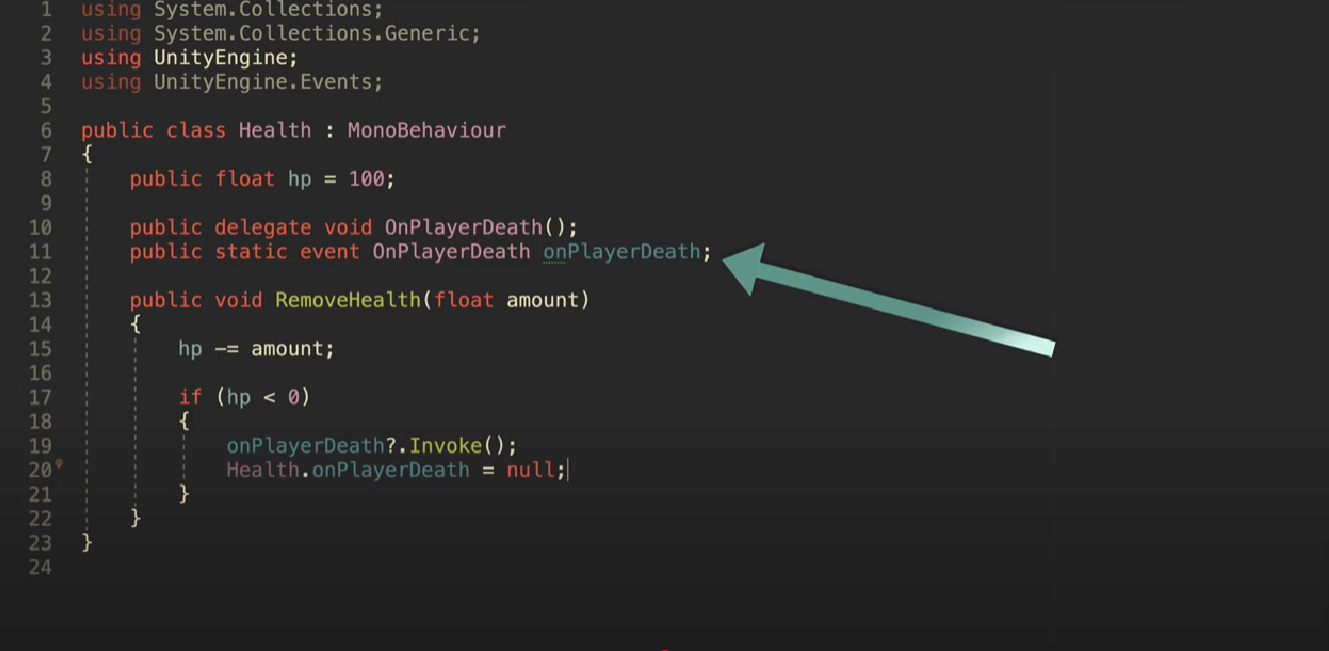 1 using System.Collections;
2 using System.Collections.Generic;
3 using UnityEngine;
4 using UnityEngine.Events;
5
6 public class Health : MonoBehaviour
7 {
8 public float hp = 100;
9
10 public delegate void OnPlayerDeath();
11 public static event OnPlayerDeath onPlayerDeath;
12
13 public void RemoveHealth(float amount)
14 {
15 hp -= amount;
16
17 if (hp < 0)
18 {
19 onPlayerDeath?.Invoke();
20 Health.onPlayerDeath = null;
21 }
22 }
23 }
24